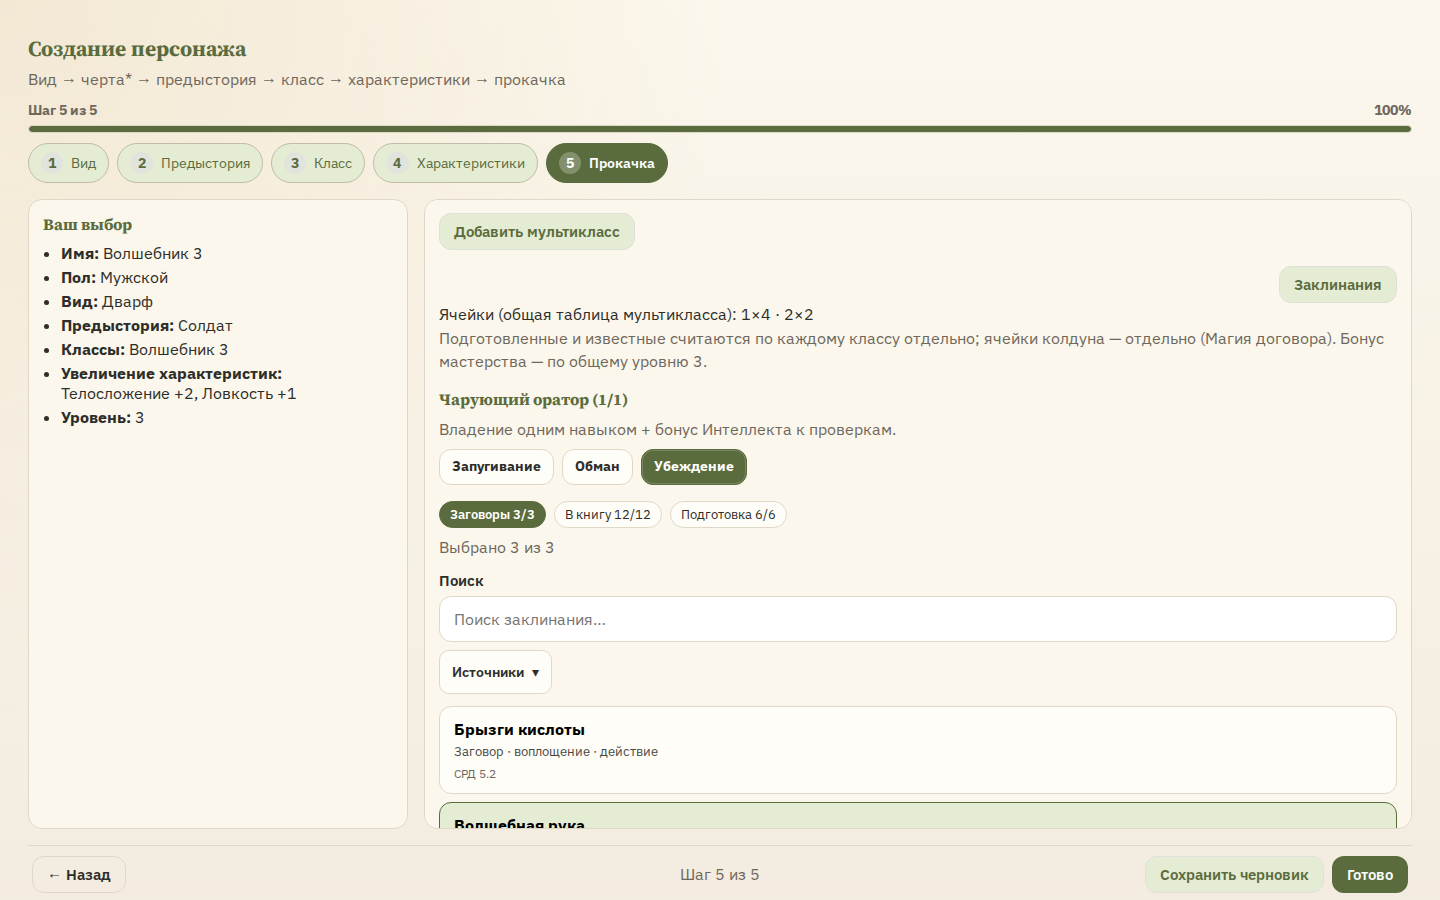 Создание персонажа
Вид → черта* → предыстория → класс → характеристики → прокачка
Шаг 5 из 5
100%
1 Вид
2 Предыстория
3 Класс
4 Характеристики
5 Прокачка
Ваш выбор
• Имя: Волшебник 3
• Пол: Мужской
• Вид: Дварф
• Предыстория: Солдат
• Классы: Волшебник 3
• Увеличение характеристик:
Телосложение +2, Ловкость +1
• Уровень: 3
Добавить мультикласс
Заклинания
Ячейки (общая таблица мультикласса): 1×4 · 2×2
Подготовленные и известные считаются по каждому классу отдельно; ячейки колдуна — отдельно (Магия договора). Бонус
мастерства — по общему уровню 3.
Чарующий оратор (1/1)
Владение одним навыком + бонус Интеллекта к проверкам.
Запугивание
Обман
Убеждение
Заговоры 3/3
В книгу 12/12
Подготовка 6/6
Выбрано 3 из 3
Поиск
Поиск заклинания...
Источники ▾
Брызги кислоты
Заговор · воплощение · действие
СРД 5.2
Волшебная рука
← Назад
Шаг 5 из 5
Сохранить черновик
Готово